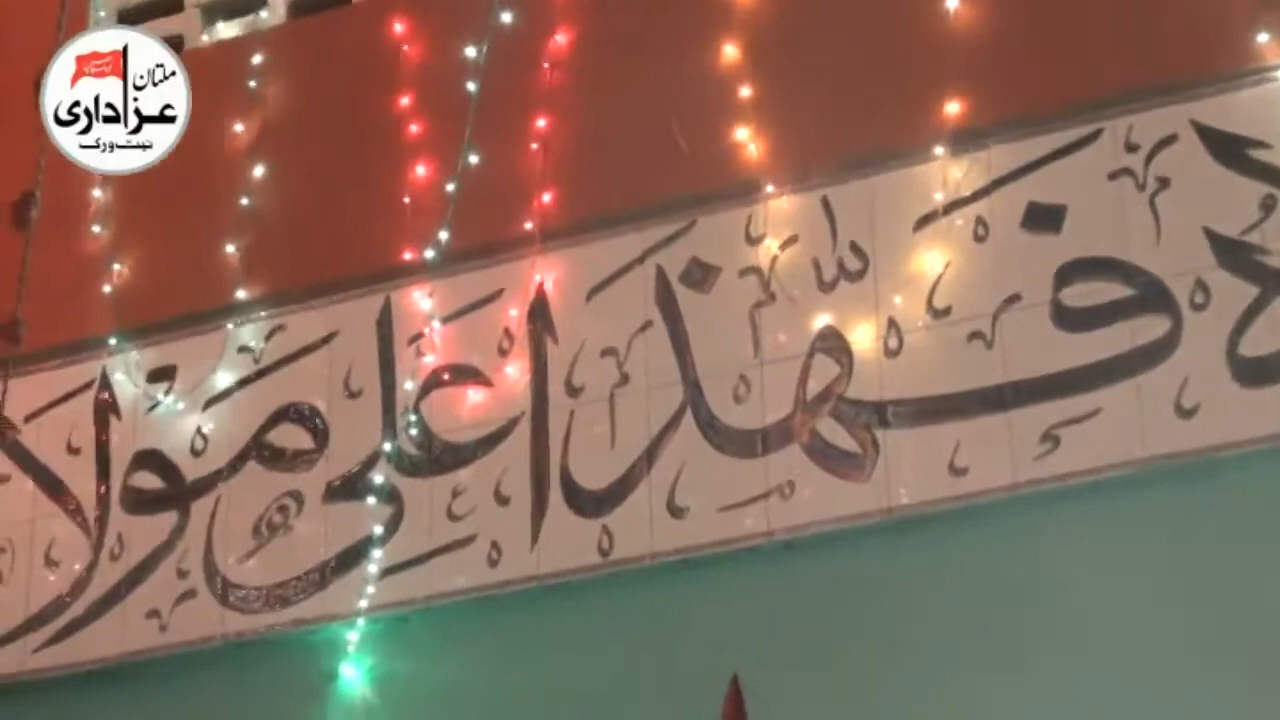 ملتان
عزاداری
نیٹ ورک
فهذا علی مولا